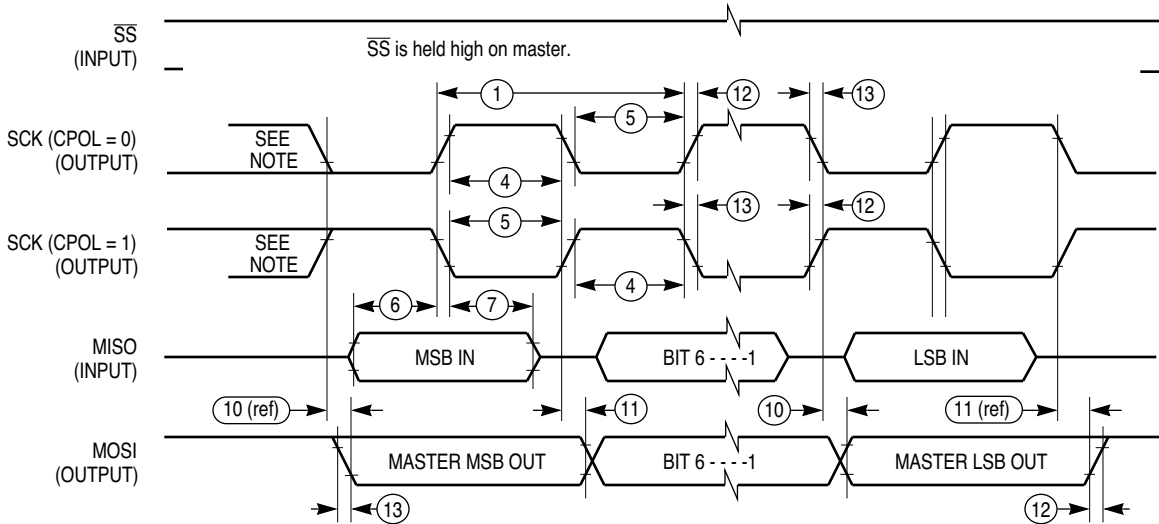 SS
(INPUT)
SS is held high on master.
1
12
13
5
SCK (CPOL = 0)
(OUTPUT)
SEE
NOTE
4
5
13
12
SCK (CPOL = 1)
(OUTPUT)
SEE
NOTE
4
6
7
MISO
(INPUT)
MSB IN
BIT 6 - - - -1
LSB IN
10 (ref)
11
10
11 (ref)
MOSI
(OUTPUT)
MASTER MSB OUT
BIT 6 - - - -1
MASTER LSB OUT
13
12